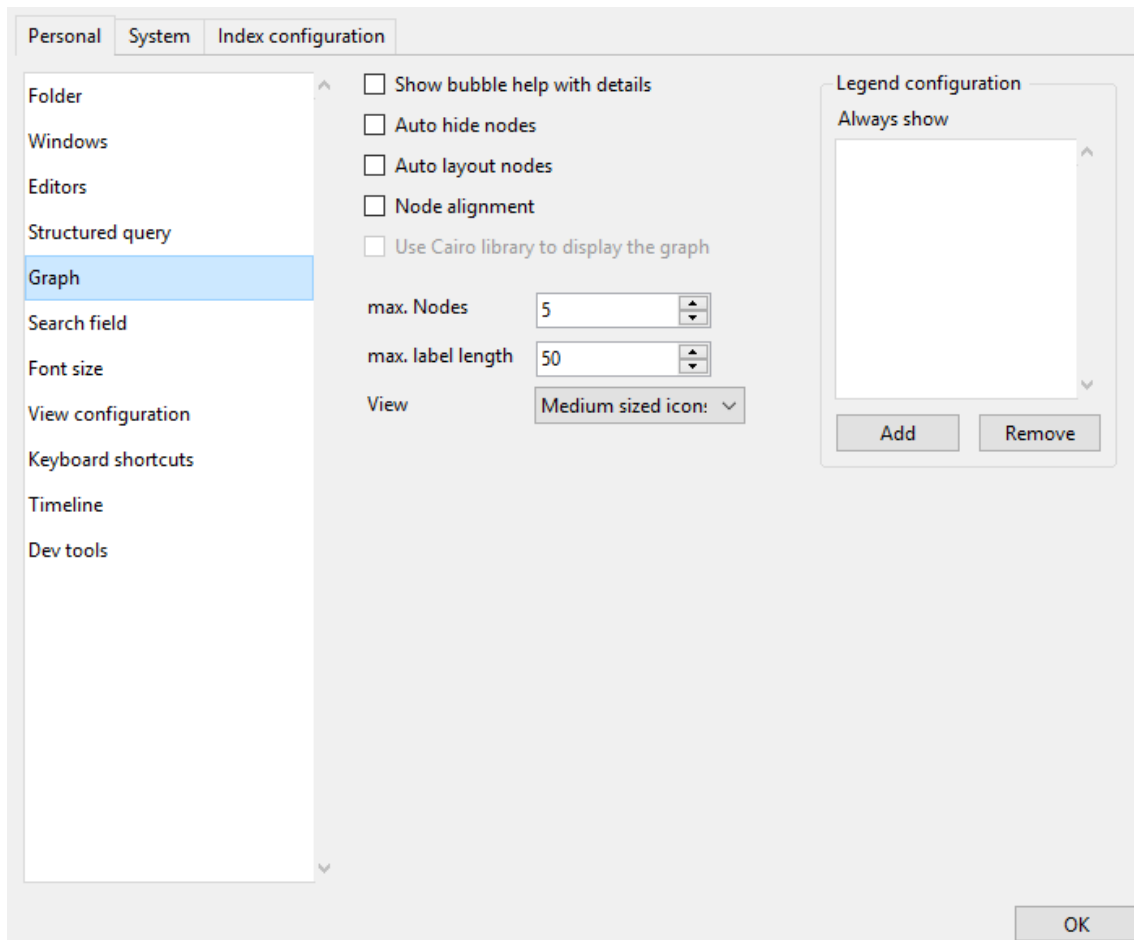 Personal
System
Index configuration
Folder
Windows
Editors
Structured query
Graph
Search field
Font size
View configuration
Keyboard shortcuts
Timeline
Dev tools
Show bubble help with details
Auto hide nodes
Auto layout nodes
Node alignment
Use Cairo library to display the graph
max. Nodes
5
max. label length
50
View
Medium sized icon
Legend configuration
Always show
Add
Remove
OK